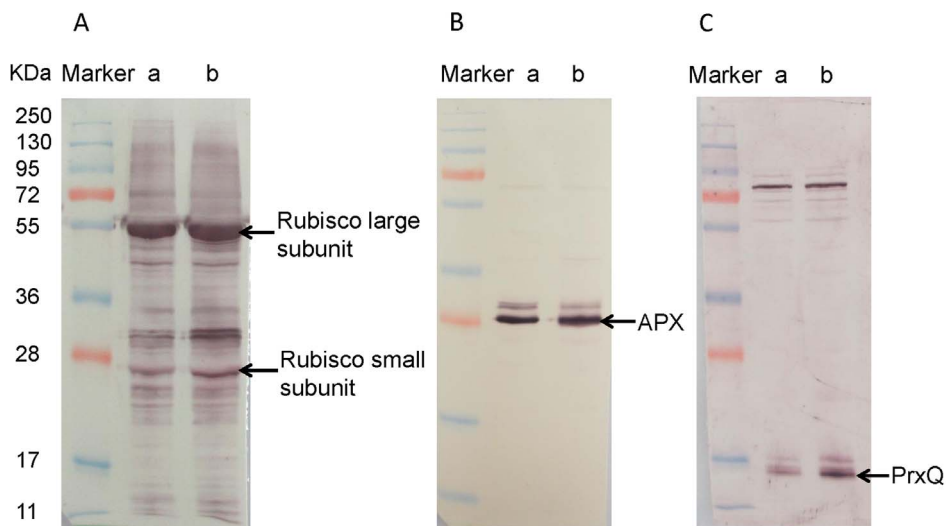 A
B
C
KDa Marker a b
Marker a b
Marker a b
250
130
95
72
55
36
28
17
11
Rubisco large
subunit
Rubisco small
subunit
APX
PrxQ